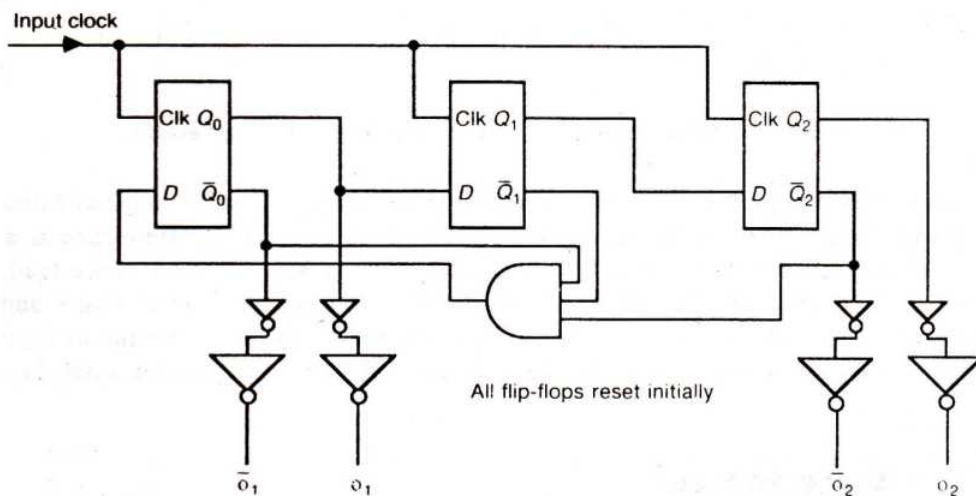 Input clock
Clk Q₀
D Q̄₀
Clk Q₁
D Q̄₁
Clk Q₂
D Q̄₂
All flip-flops reset initially
ō₁ o₁ ō₂ o₂